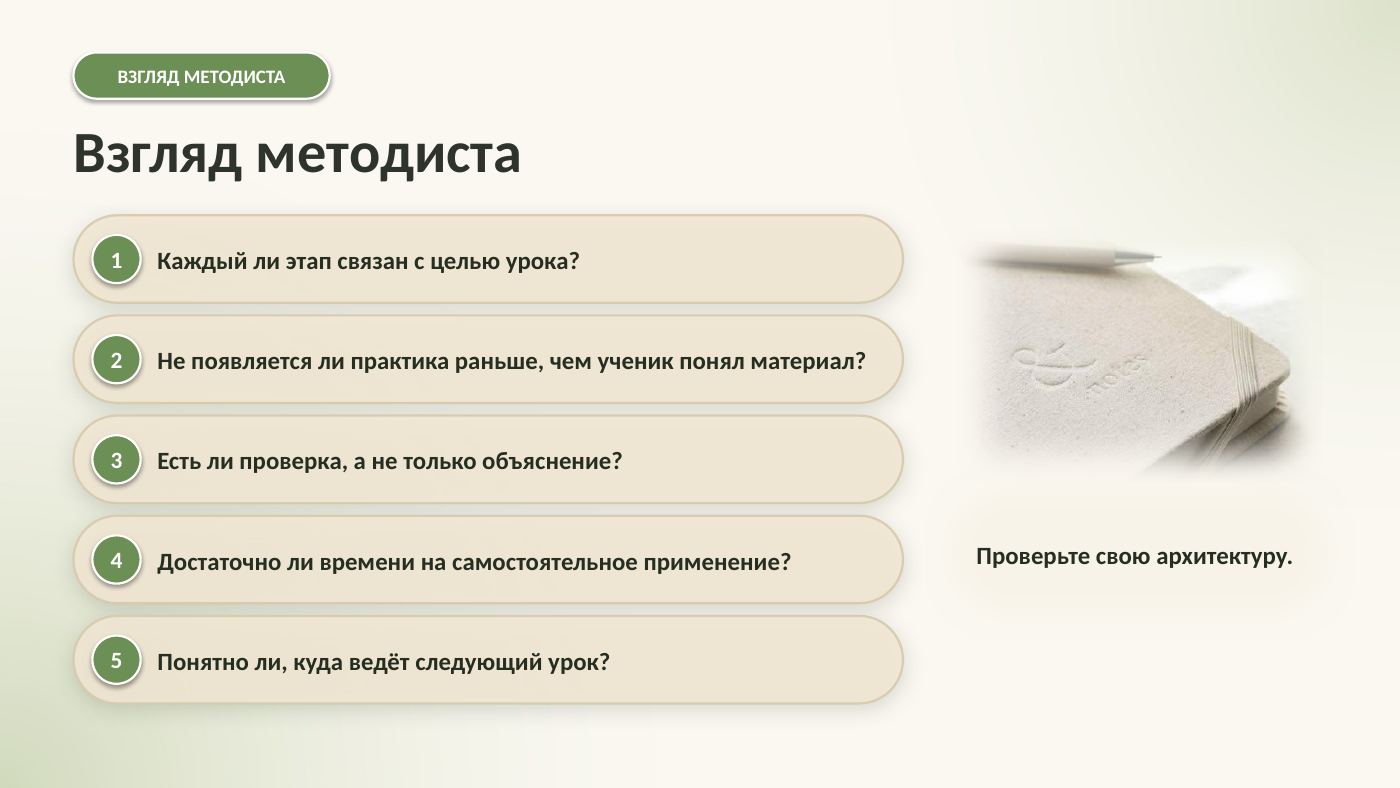 ВЗГЛЯД МЕТОДИСТА
Взгляд методиста
1 Каждый ли этап связан с целью урока?
2 Не появляется ли практика раньше, чем ученик понял материал?
3 Есть ли проверка, а не только объяснение?
4 Достаточно ли времени на самостоятельное применение?
5 Понятно ли, куда ведёт следующий урок?
notes
Проверьте свою архитектуру.